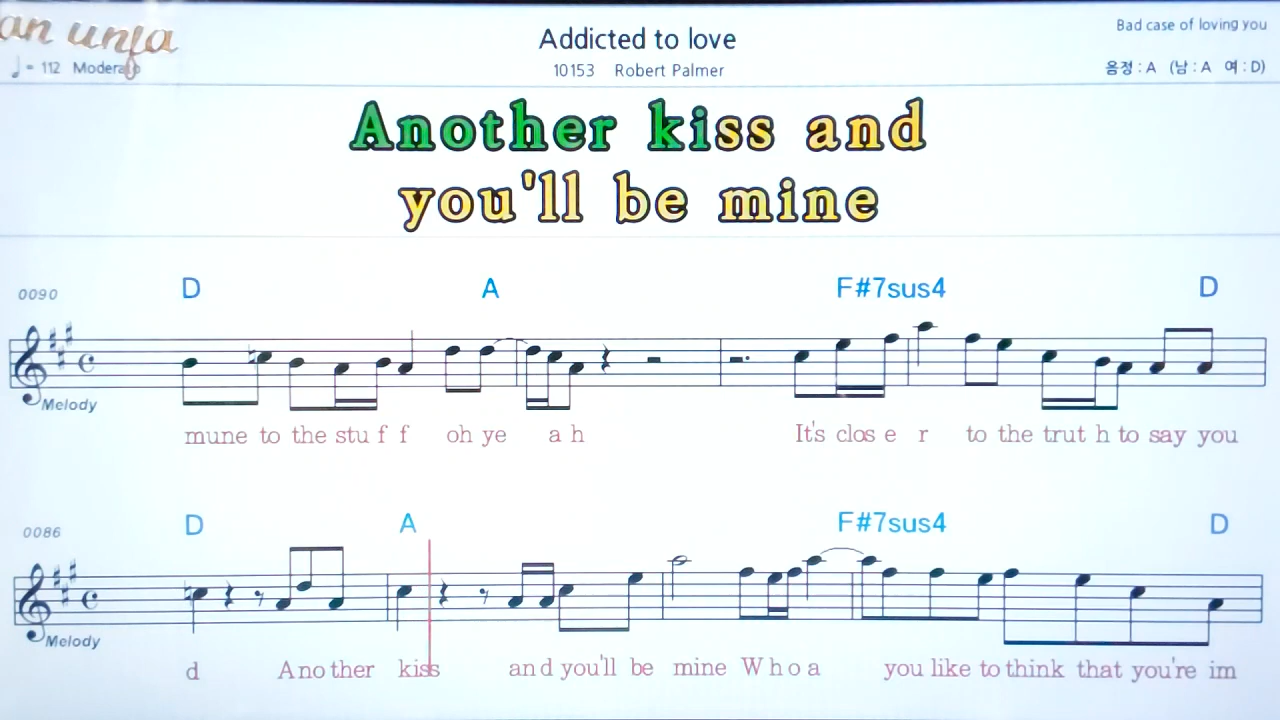 an unfa
Addicted to love
Bad case of loving you
♩ = 112 Moderato
10153 Robert Palmer
음정 : A (남 : A 여 : D)
Another kiss and
you'll be mine
0090 D A F#7sus4 D
Melody
mune to the stu f f oh ye a h It's clos e r to the trut h to say you
0086 D A F#7sus4 D
Melody
d Ano ther kiss and you'll be mine W h o a you like to think that you're im